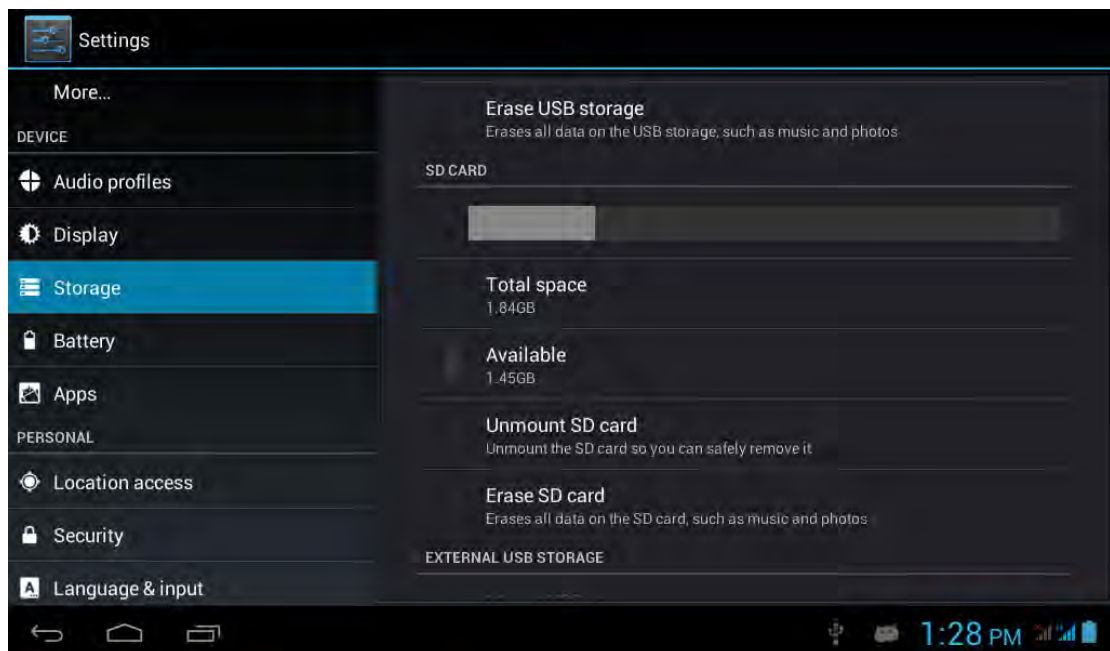 Settings
More...
DEVICE
Audio profiles
Display
Storage
Battery
Apps
PERSONAL
Location access
Security
Language & input
Erase USB storage
Erases all data on the USB storage, such as music and photos
SD CARD
Total space
1.84GB
Available
1.45GB
Unmount SD card
Unmount the SD card so you can safely remove it
Erase SD card
Erases all data on the SD card, such as music and photos
EXTERNAL USB STORAGE
1:28 PM